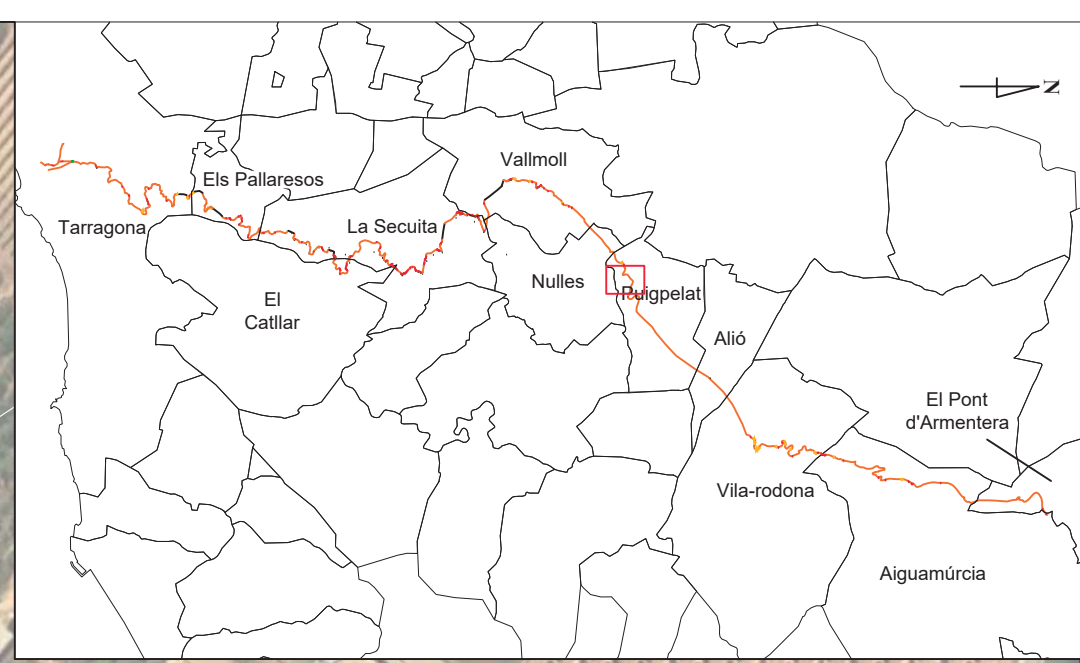 N
Vallmoll
Els Pallaresos
Tarragona
La Secuita
Nulles
Puigpelat
El
Catllar
Alió
El Pont
d'Armentera
Vila-rodona
Aiguamúrcia